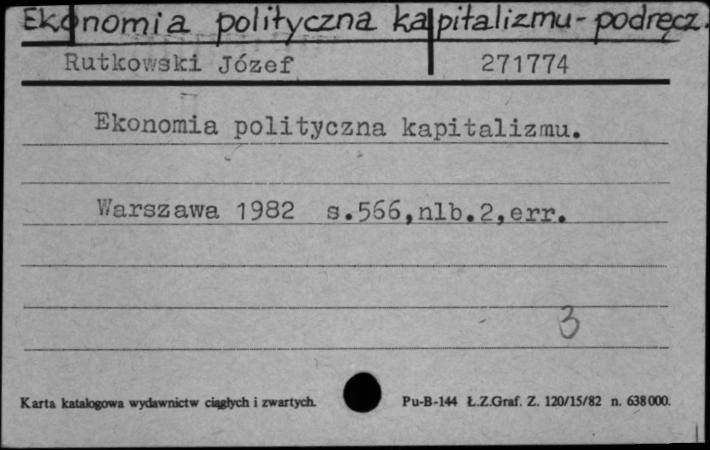 Ekonomia polityczna kapitalizmu - podręcz.
Rutkowski Józef 271774
Ekonomia polityczna kapitalizmu.
Warszawa 1982 s.566,nlb.2,err.
3
Karta katalogowa wydawnictw ciągłych i zwartych. Pu-B-144 Ł.Z.Graf. Z. 120/15/82 n. 638000.